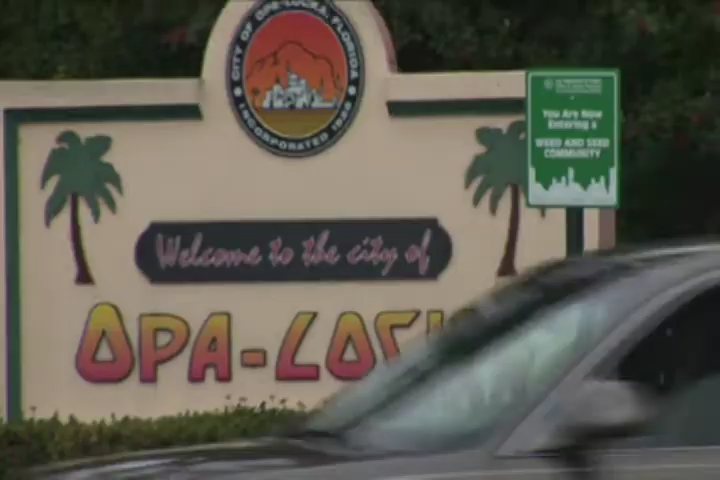 CITY OF OPA-LOCKA, FLORIDA
INCORPORATED 1926
You Are Now
Entering a
WEED AND SEED
COMMUNITY
Welcome to the city of
OPA-LOCK